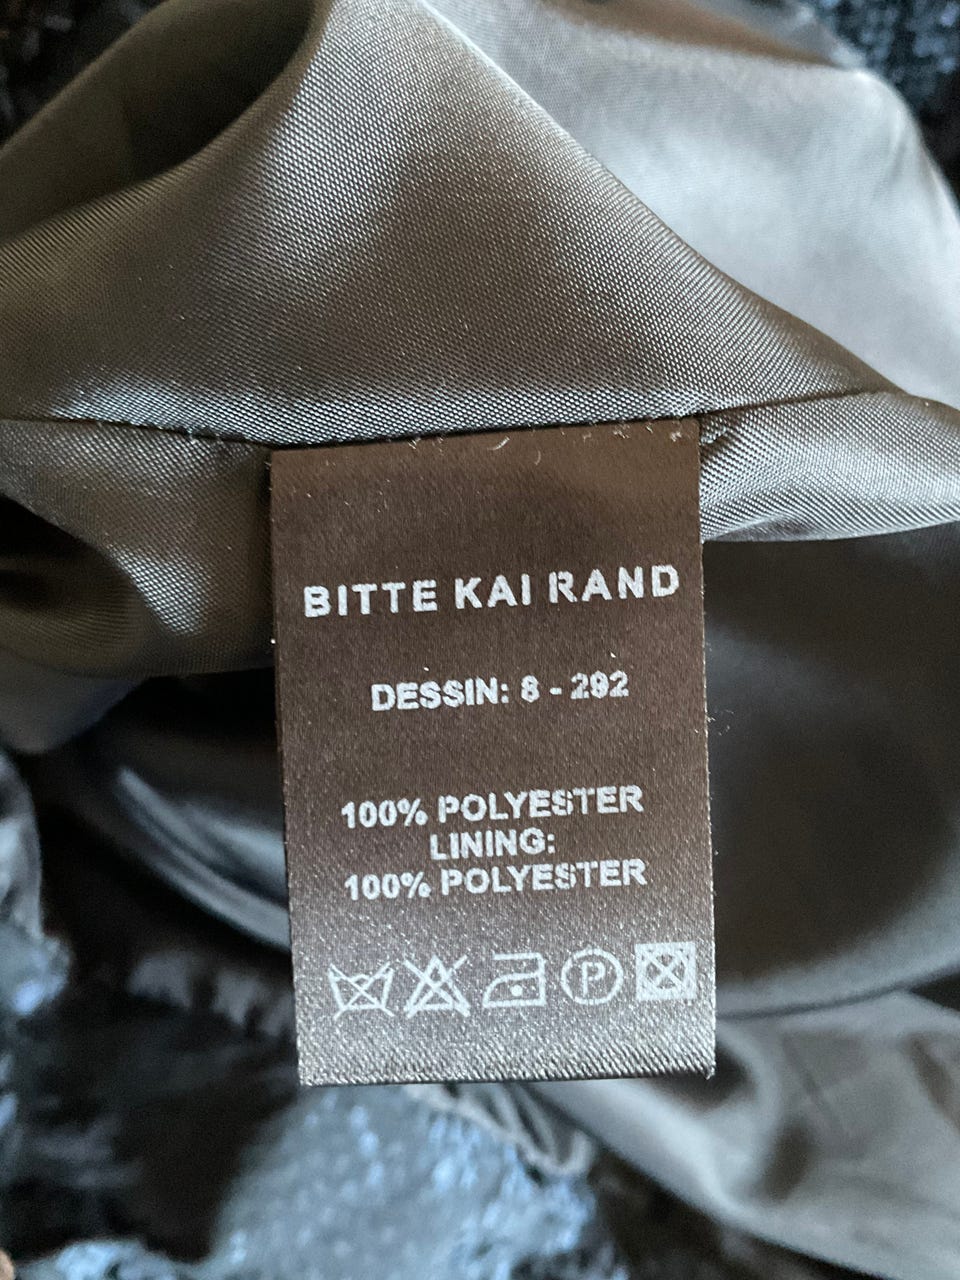 BITTE KAI RAND
DESSIN: 8 - 292
100% POLYESTER
LINING:
100% POLYESTER
P